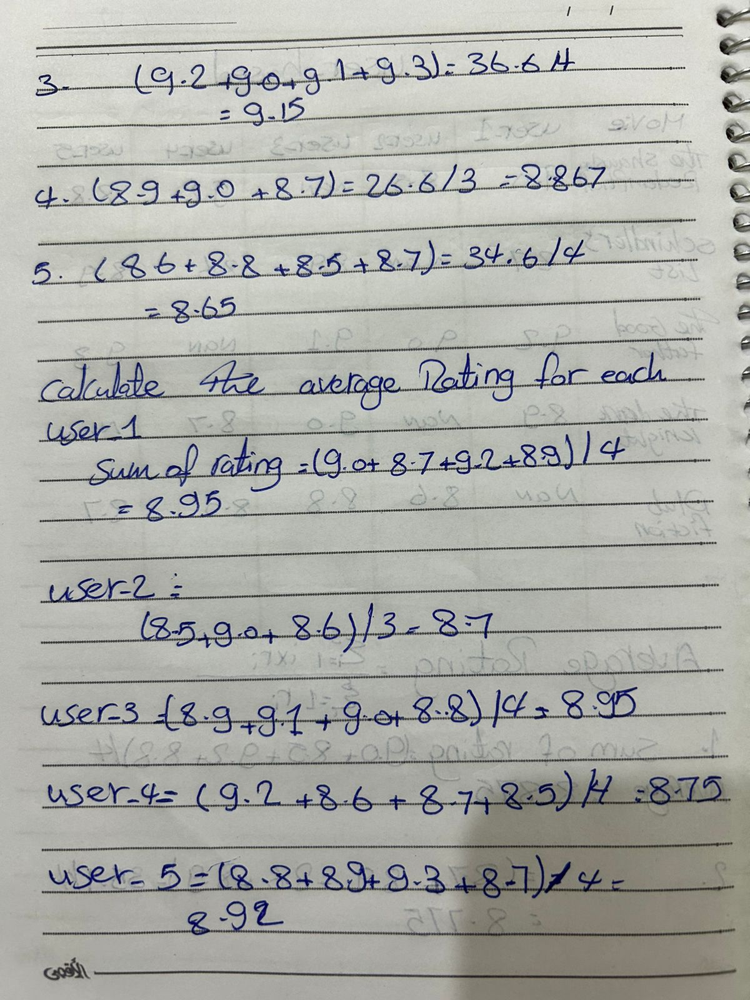 3- (9.2+9.0+9.1+9.3)=36.6/4
= 9.15
4. (8.9+9.0+8.7)=26.6/3 =8.867
5. (8.6+8.8+8.5+8.7)=34.6/4
= 8.65
Calculate the average Rating for each
user-1
Sum of rating =(9.0+8.7+9.2+8.9)/4
= 8.95
user-2 =
(8.5+9.0+8.6)/3=8.7
user-3=(8.9+9.1+9.0+8.8)/4=8.95
user-4=(9.2+8.6+8.7+8.5)/4=8.75
user-5=(8.8+8.9+9.3+8.7)/4=
8.92